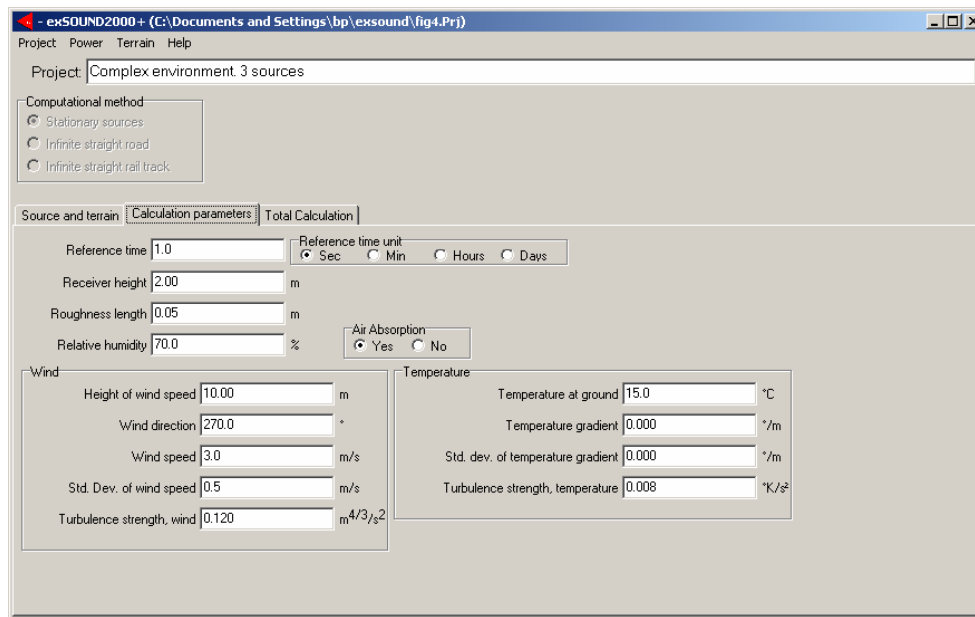 - exSOUND2000+ (C:\Documents and Settings\bp\exsound\fig4.Prj)
Project Power Terrain Help
Project: Complex environment. 3 sources
Computational method
Stationary sources
Infinite straight road
Infinite straight rail track
Source and terrain Calculation parameters Total Calculation
Reference time 1.0
Reference time unit
Sec Min Hours Days
Receiver height 2.00 m
Roughness length 0.05 m
Relative humidity 70.0 %
Air Absorption
Yes No
Wind
Height of wind speed 10.00 m
Wind direction 270.0 °
Wind speed 3.0 m/s
Std. Dev. of wind speed 0.5 m/s
Turbulence strength, wind 0.120 m4/3/s2
Temperature
Temperature at ground 15.0 °C
Temperature gradient 0.000 °/m
Std. dev. of temperature gradient 0.000 °/m
Turbulence strength, temperature 0.008 °K/s²